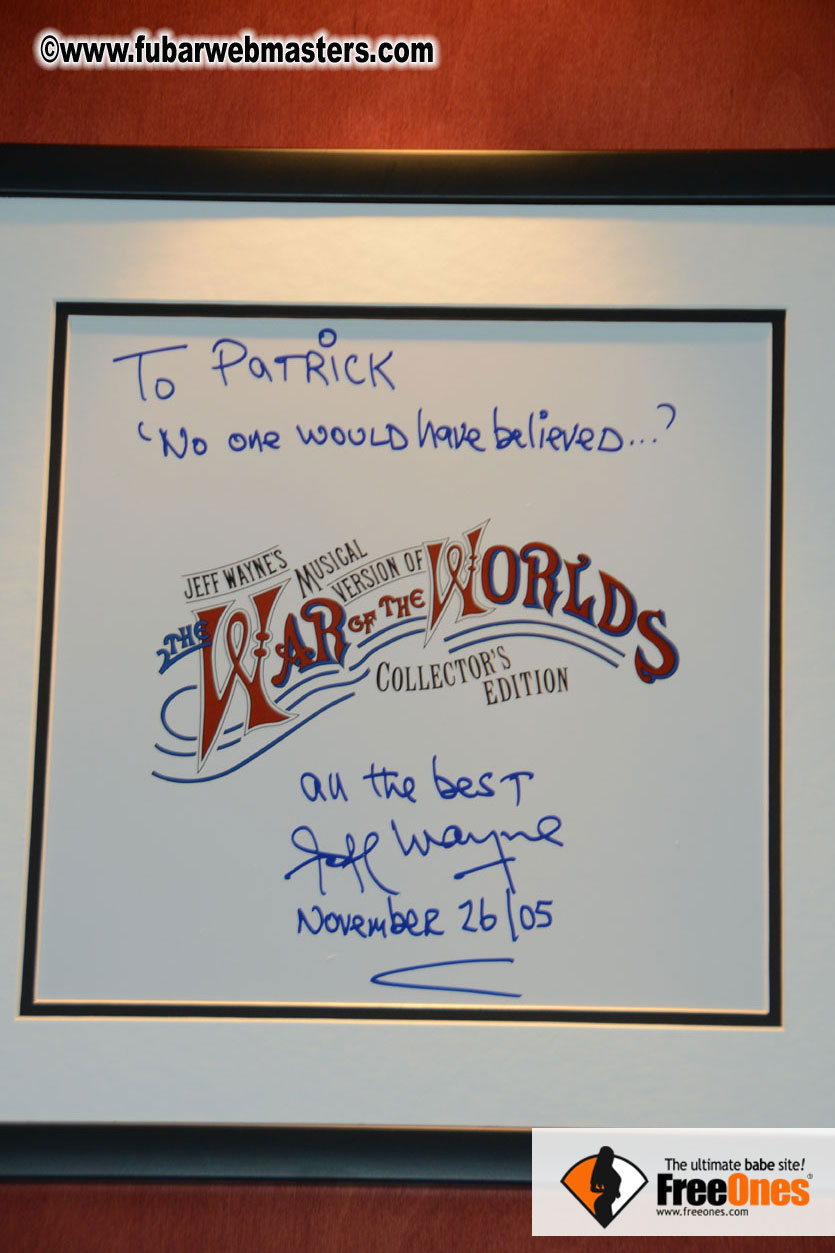 ©www.fubarwebmasters.com
To PatRick
'No one would have believed...'
JEFF WAYNE'S
MUSICAL
VERSION OF
THE WAR OF THE WORLDS
COLLECTOR'S
EDITION
all the best
Jeff Wayne
November 26/05
The ultimate babe site!
FreeOnes®
www.freeones.com